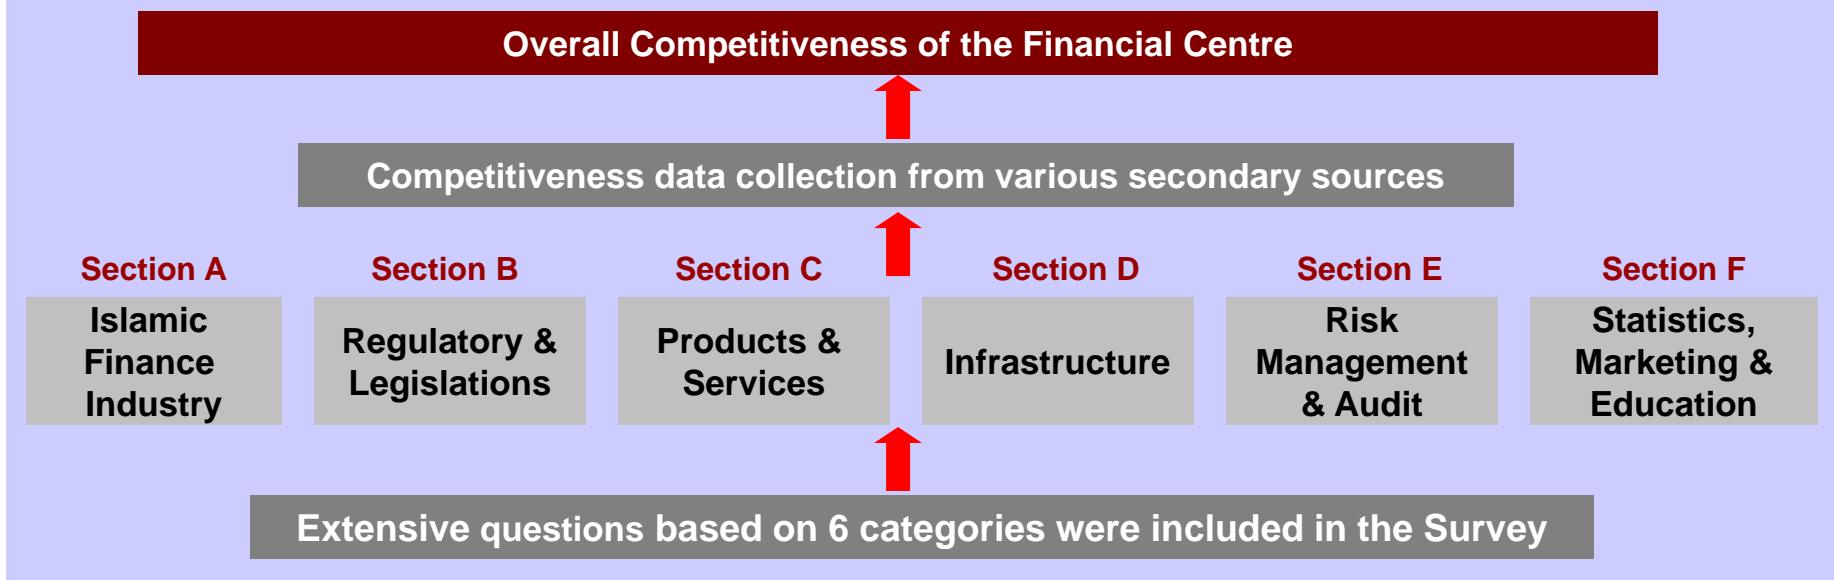 Overall Competitiveness of the Financial Centre
Competitiveness data collection from various secondary sources
Section A
Section B
Section C
Section D
Section E
Section F
Islamic
Finance
Industry
Regulatory &
Legislations
Products &
Services
Infrastructure
Risk
Management
& Audit
Statistics,
Marketing &
Education
Extensive questions based on 6 categories were included in the Survey